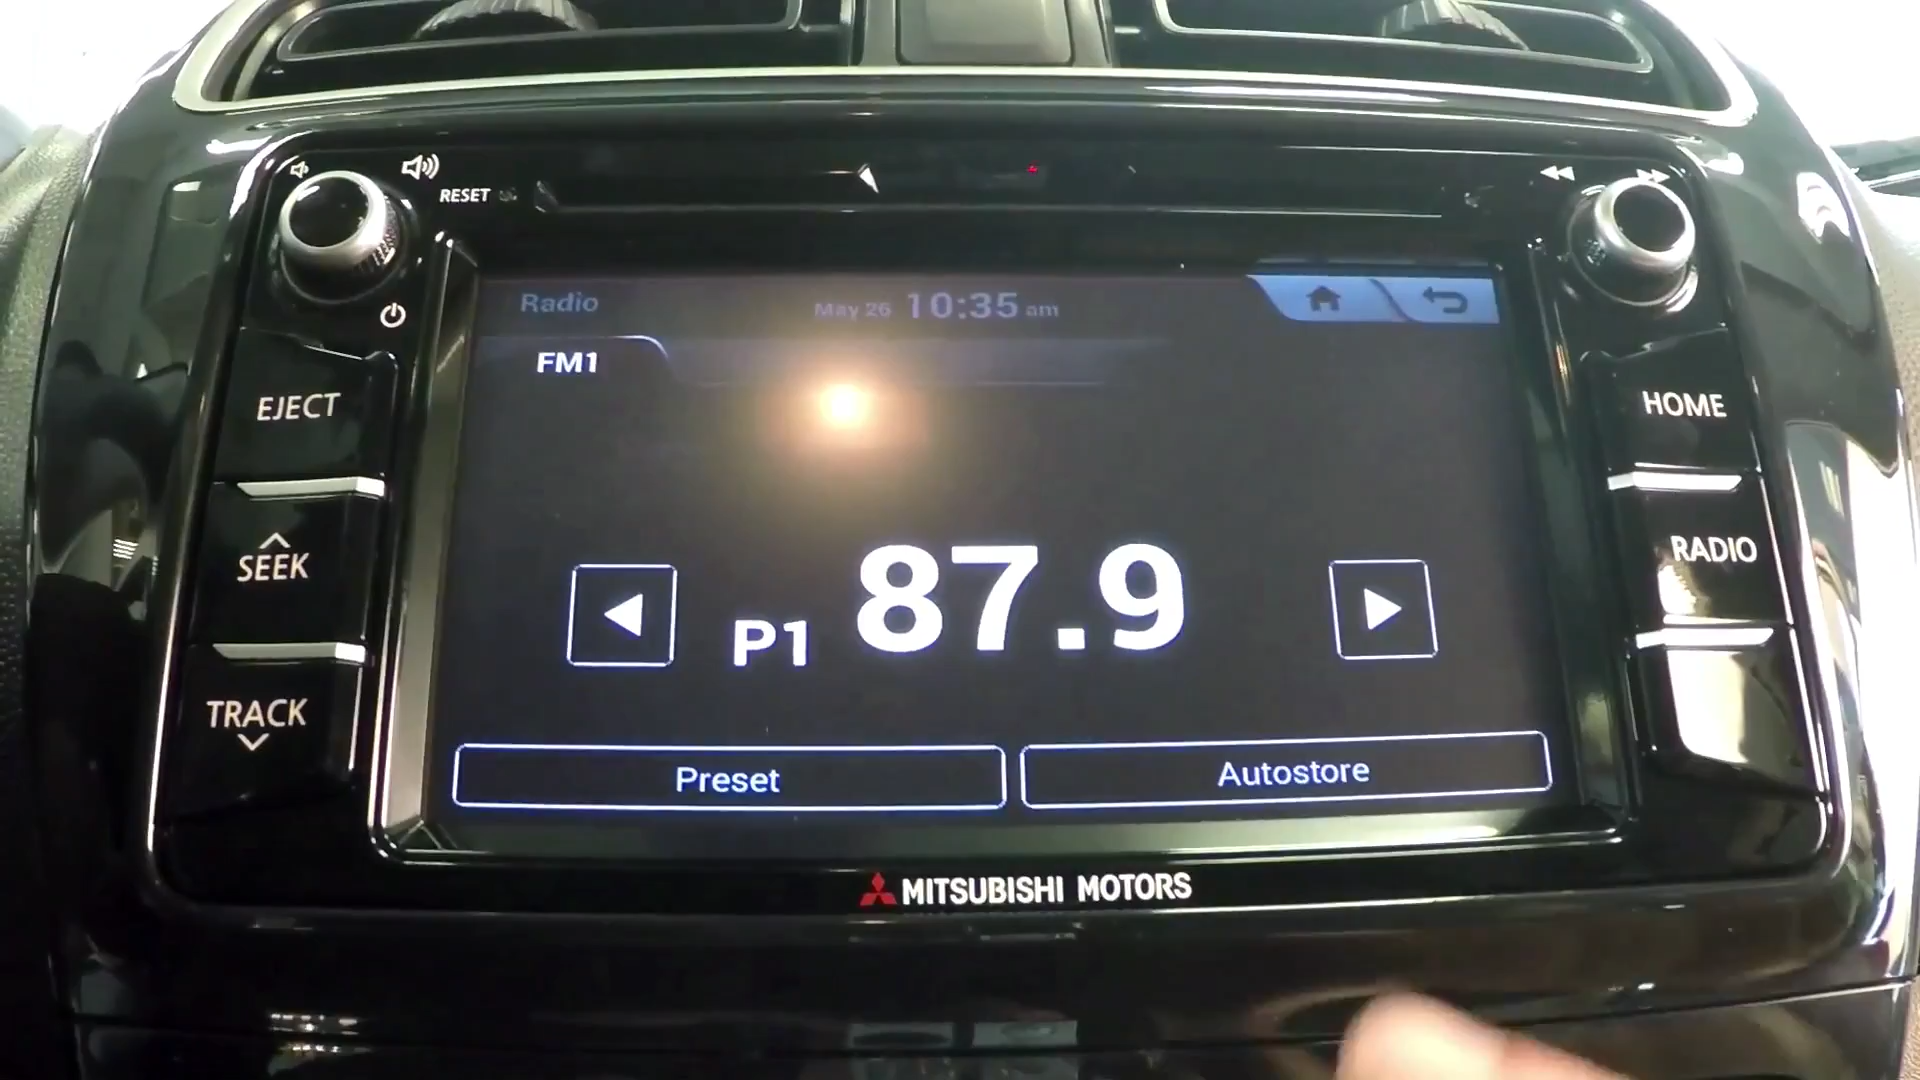 RESET
Radio
May 26 10:35 am
FM1
EJECT
HOME
SEEK
RADIO
P1 87.9
TRACK
Preset
Autostore
MITSUBISHI MOTORS